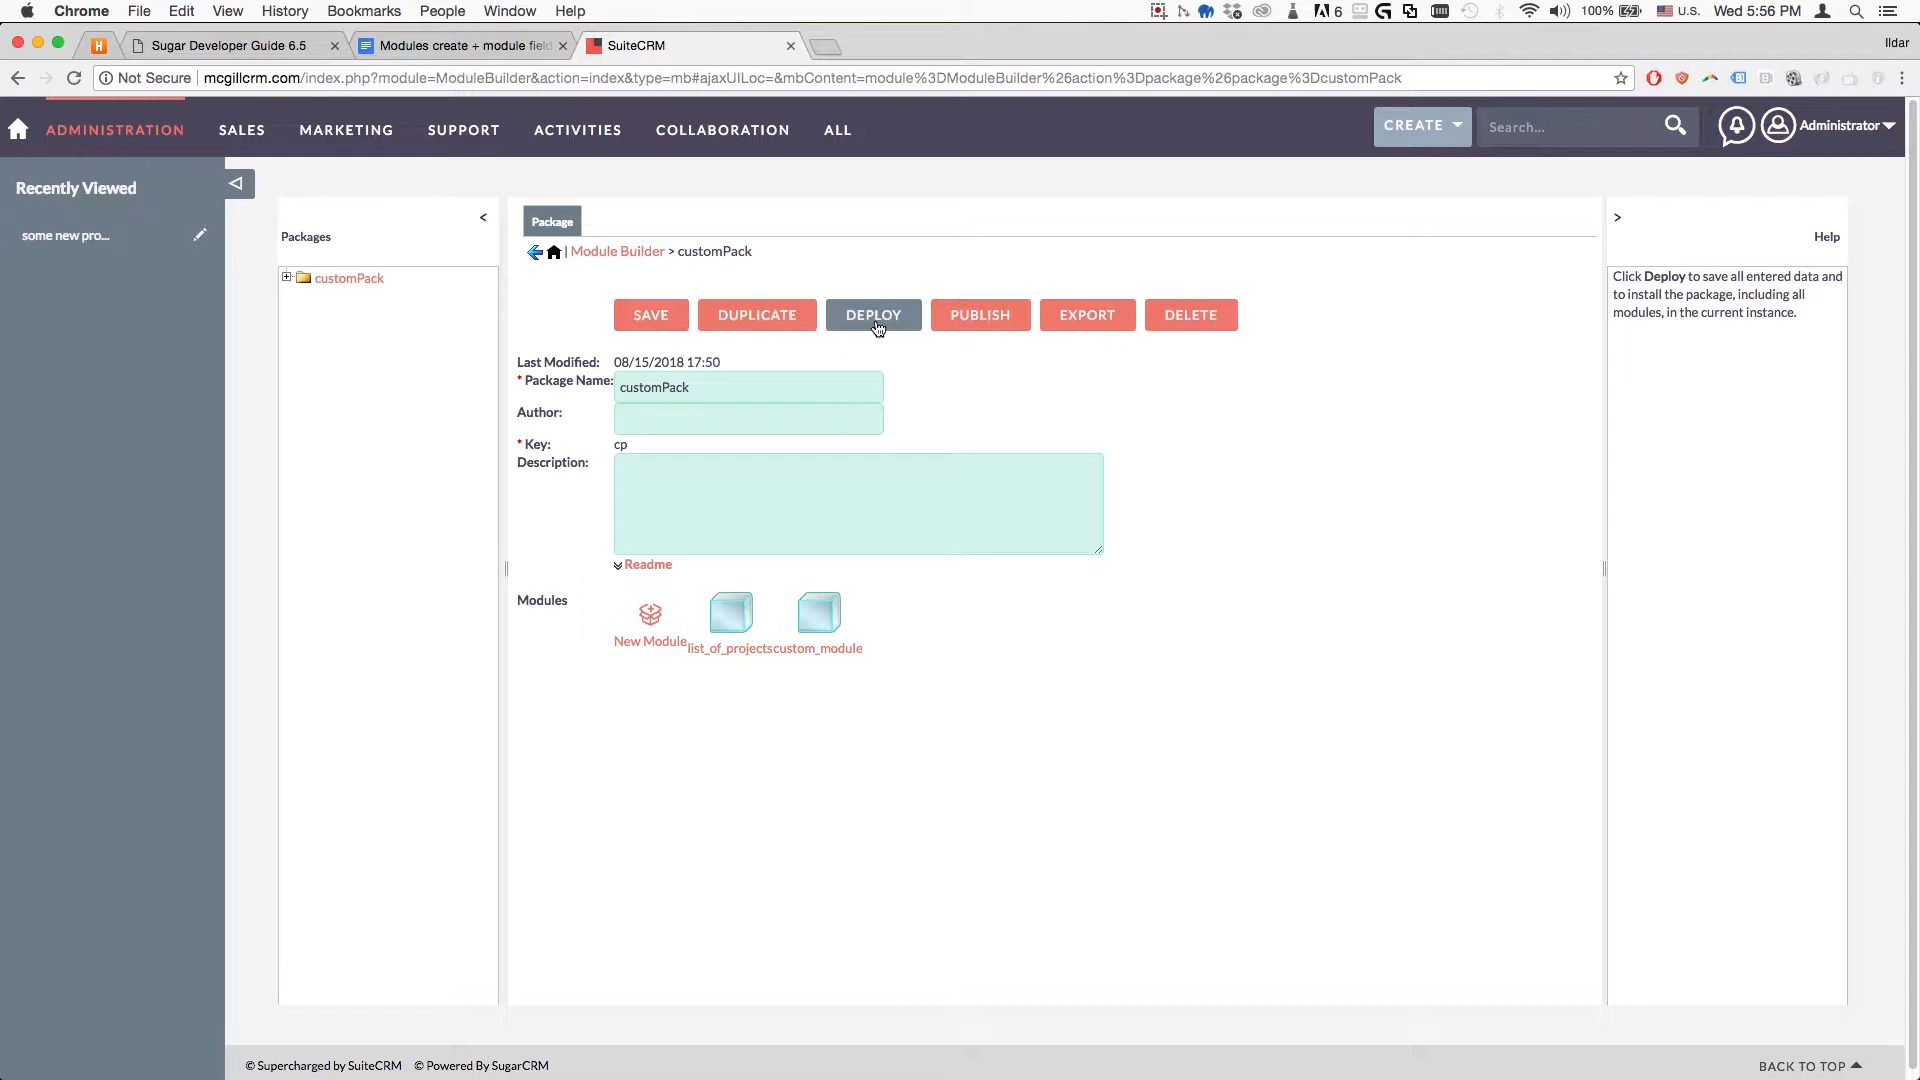 Chrome File Edit View History Bookmarks People Window Help 6 100% U.S. Wed 5:56 PM
H Sugar Developer Guide 6.5 Modules create + module field SuiteCRM Ildar
Not Secure mcgillcrm.com/index.php?module=ModuleBuilder&action=index&type=mb#ajaxUILoc=&mbContent=module%3DModuleBuilder%26action%3Dpackage%26package%3DcustomPack
ADMINISTRATION SALES MARKETING SUPPORT ACTIVITIES COLLABORATION ALL CREATE Search... Administrator
Recently Viewed
some new pro...
<
Packages
customPack
Package
| Module Builder > customPack
SAVE DUPLICATE DEPLOY PUBLISH EXPORT DELETE
Last Modified: 08/15/2018 17:50
* Package Name: customPack
Author:
* Key: cp
Description:
Readme
Modules
New Module list_of_projects custom_module
>
Help
Click Deploy to save all entered data and
to install the package, including all
modules, in the current instance.
© Supercharged by SuiteCRM © Powered By SugarCRM
BACK TO TOP